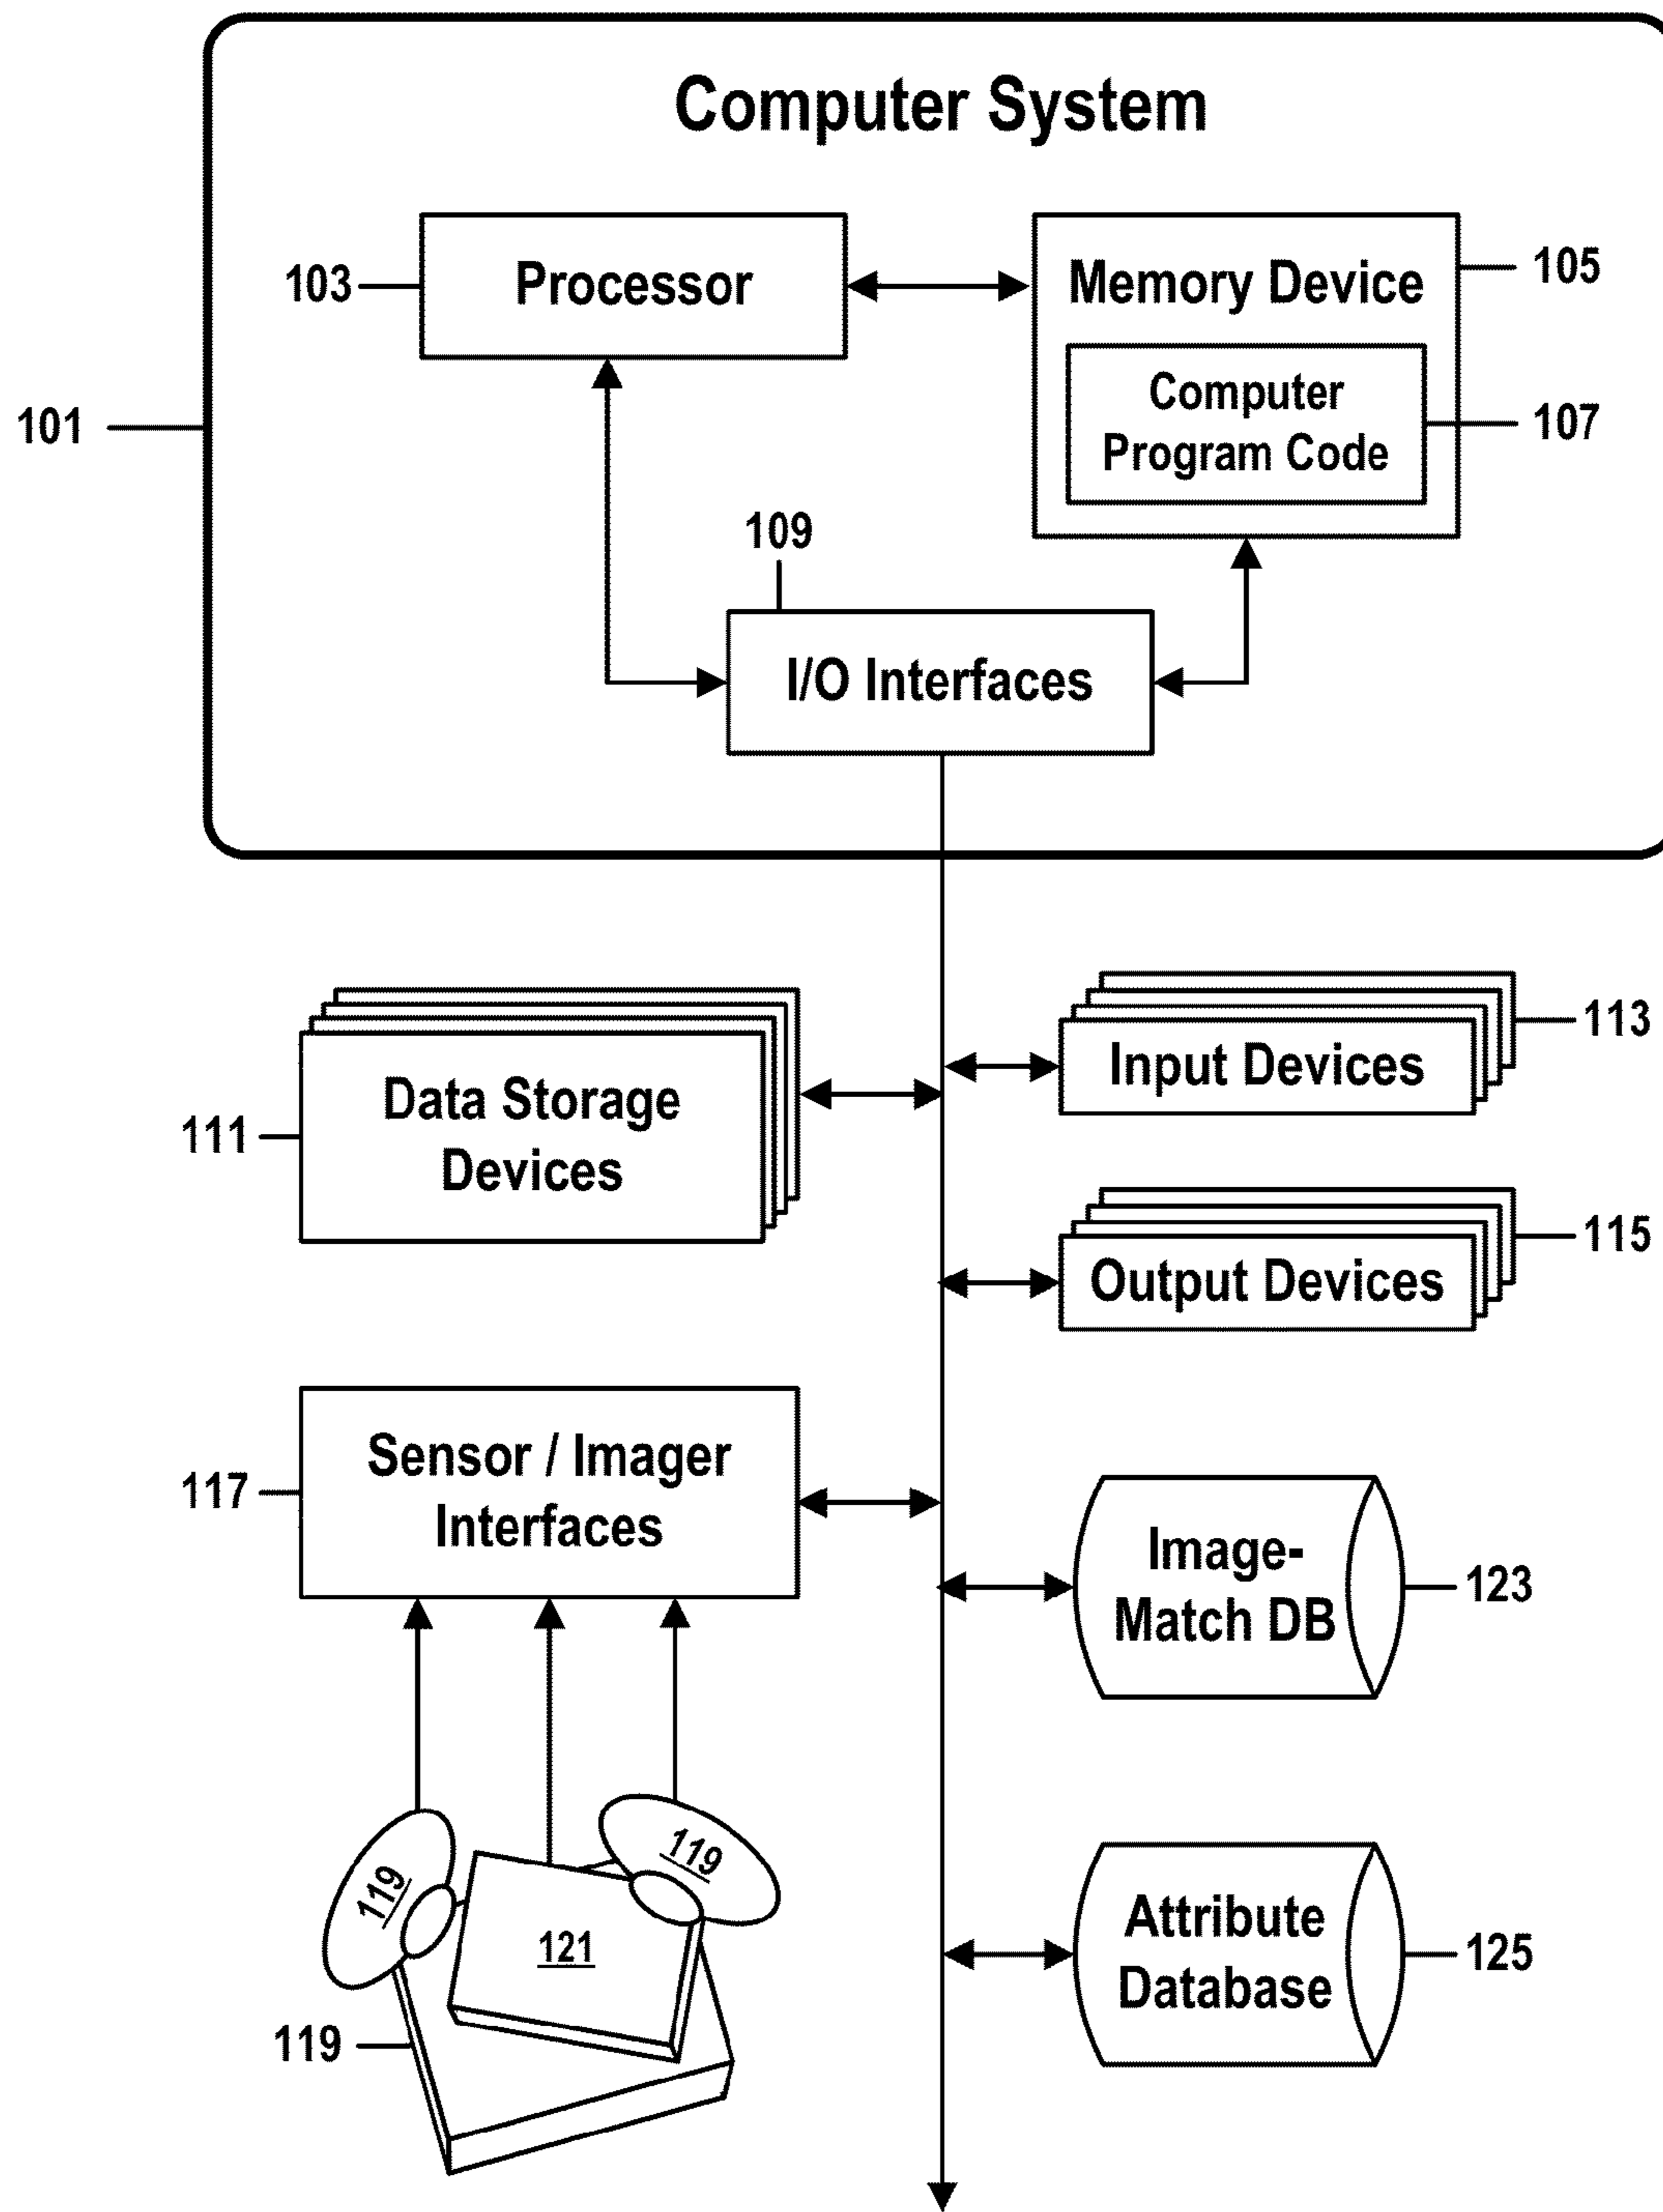 Computer System
103
Processor
Memory Device
105
Computer
Program Code
107
101
109
I/O Interfaces
113
Input Devices
Data Storage
Devices
111
115
Output Devices
Sensor / Imager
Interfaces
117
Image-
Match DB
123
119
119
121
119
Attribute
Database
125